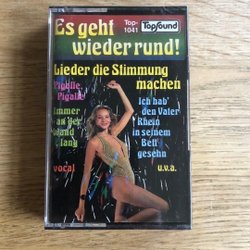 Es geht
wieder rund!
Top-
1041
TopSound
Lieder die Stimmung
machen
Pigalle,
Pigalle!
Immer
an der
Wand
lang
vocal
Ich hab'
den Vater
Rhein
in seinem
Bett
gesehn
u.v.a.